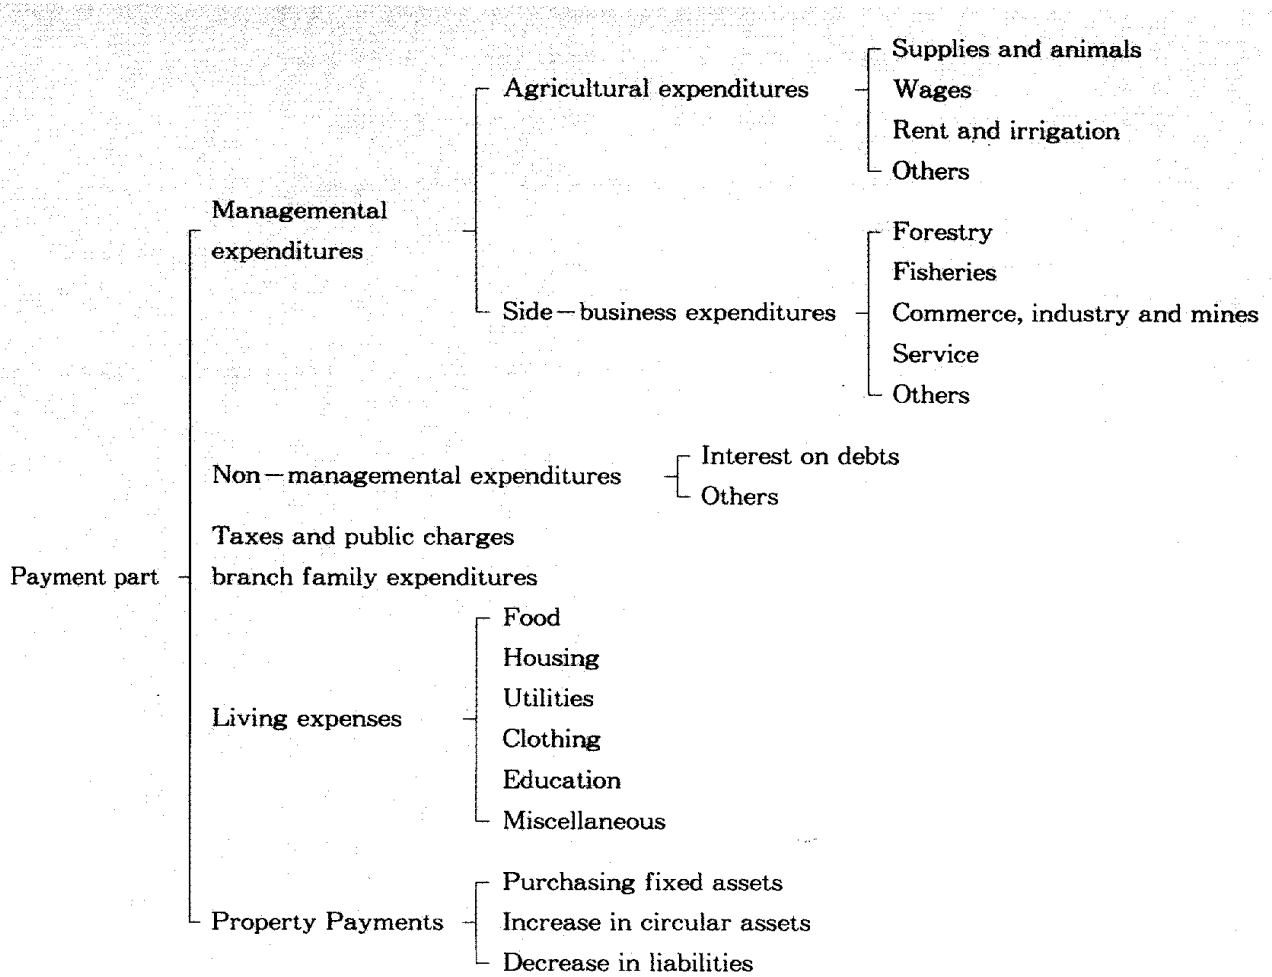 Payment part
Managemental
expenditures
Agricultural expenditures
Supplies and animals
Wages
Rent and irrigation
Others
Side—business expenditures
Forestry
Fisheries
Commerce, industry and mines
Service
Others
Non—managemental expenditures
Interest on debts
Others
Taxes and public charges
branch family expenditures
Living expenses
Food
Housing
Utilities
Clothing
Education
Miscellaneous
Property Payments
Purchasing fixed assets
Increase in circular assets
Decrease in liabilities